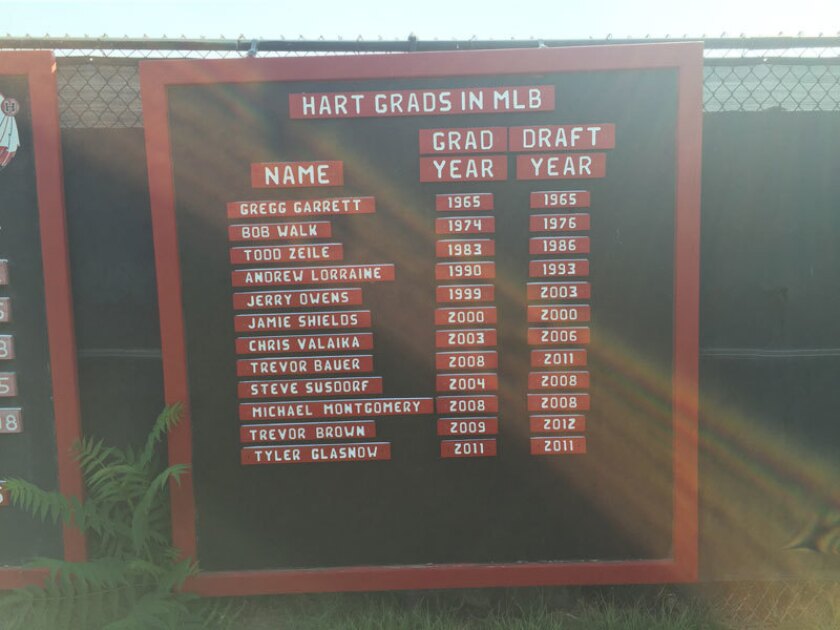 HART GRADS IN MLB
GRAD DRAFT
NAME YEAR YEAR
GREGG GARRETT 1965 1965
BOB WALK 1974 1976
TODD ZEILE 1983 1986
ANDREW LORRAINE 1990 1993
JERRY OWENS 1999 2003
JAMIE SHIELDS 2000 2000
CHRIS VALAIKA 2003 2006
TREVOR BAUER 2008 2011
STEVE SUSDORF 2004 2008
MICHAEL MONTGOMERY 2008 2008
TREVOR BROWN 2009 2012
TYLER GLASNOW 2011 2011
H